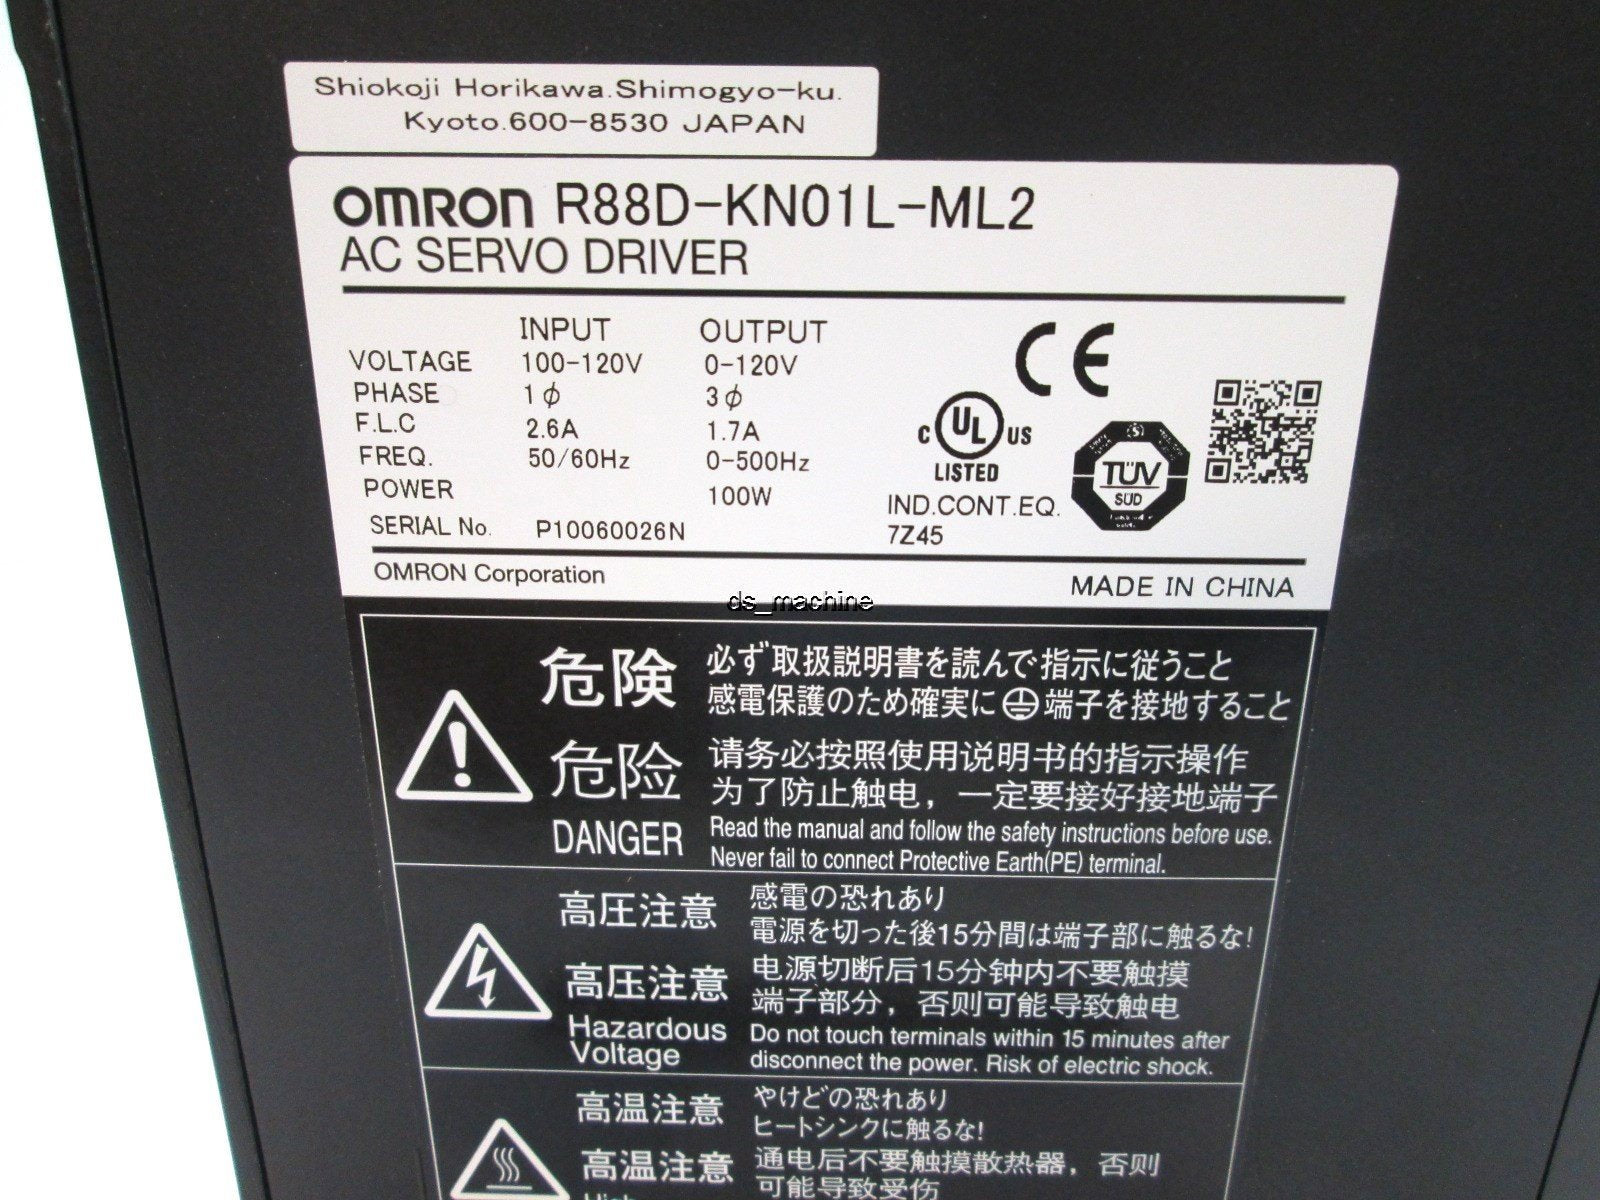 Shiokoji Horikawa.Shimogyo-ku.
Kyoto.600-8530 JAPAN
OMRON R88D-KN01L-ML2
AC SERVO DRIVER
INPUT OUTPUT
VOLTAGE 100-120V 0-120V
PHASE 1φ 3φ
F.L.C 2.6A 1.7A
FREQ. 50/60Hz 0-500Hz
POWER 100W
SERIAL No. P10060026N
CE
C UL US
LISTED
IND.CONT.EQ.
7Z45
TÜV
SÜD
OMRON Corporation
MADE IN CHINA
ds_machine
危険
必ず取扱説明書を読んで指示に従うこと
感電保護のため確実に端子を接地すること
危险
请务必按照使用说明书的指示操作
为了防止触电，一定要接好接地端子
DANGER
Read the manual and follow the safety instructions before use.
Never fail to connect Protective Earth(PE) terminal.
高圧注意
感電の恐れあり
電源を切った後15分間は端子部に触るな!
高压注意
电源切断后15分钟内不要触摸
端子部分，否则可能导致触电
Hazardous
Voltage
Do not touch terminals within 15 minutes after
disconnect the power. Risk of electric shock.
高温注意
やけどの恐れあり
ヒートシンクに触るな!
高温注意
通电后不要触摸散热器，否则
可能导致受伤
High